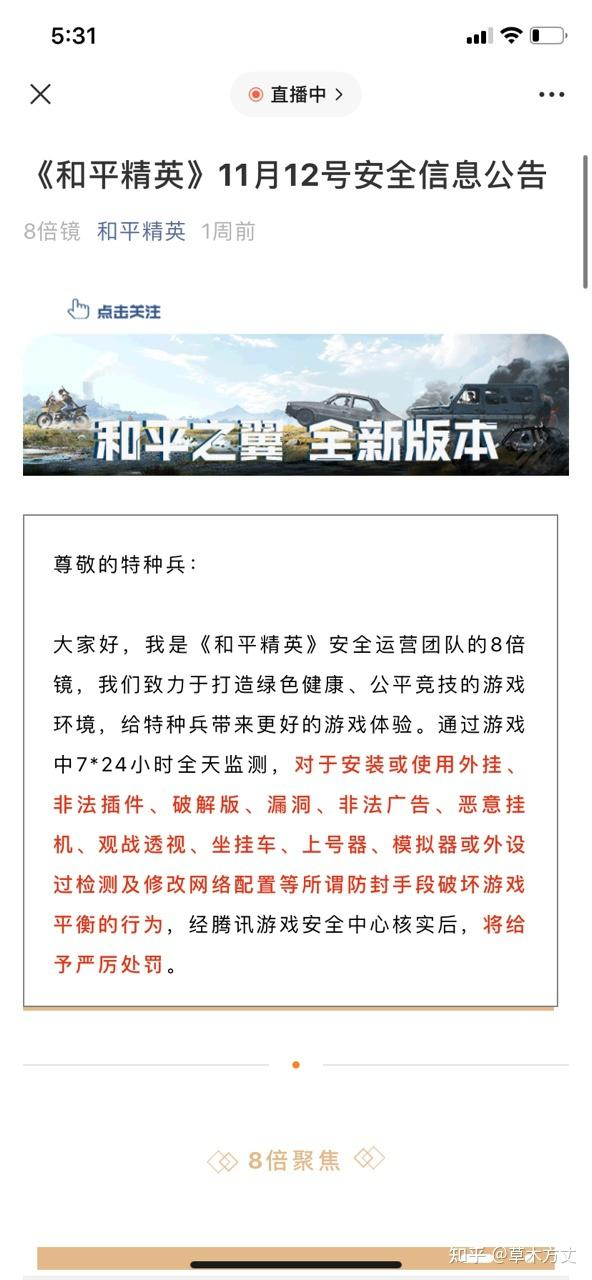 5:31
直播中
《和平精英》11月12号安全信息公告
8倍镜 和平精英 1周前
点击关注
和平之翼 全新版本
尊敬的特种兵：
大家好，我是《和平精英》安全运营团队的8倍
镜，我们致力于打造绿色健康、公平竞技的游戏
环境，给特种兵带来更好的游戏体验。通过游戏
中7*24小时全天监测，对于安装或使用外挂、
非法插件、破解版、漏洞、非法广告、恶意挂
机、观战透视、坐挂车、上号器、模拟器或外设
过检测及修改网络配置等所谓防封手段破坏游戏
平衡的行为，经腾讯游戏安全中心核实后，将给
予严厉处罚。
8倍聚焦
知乎 @草木方丈